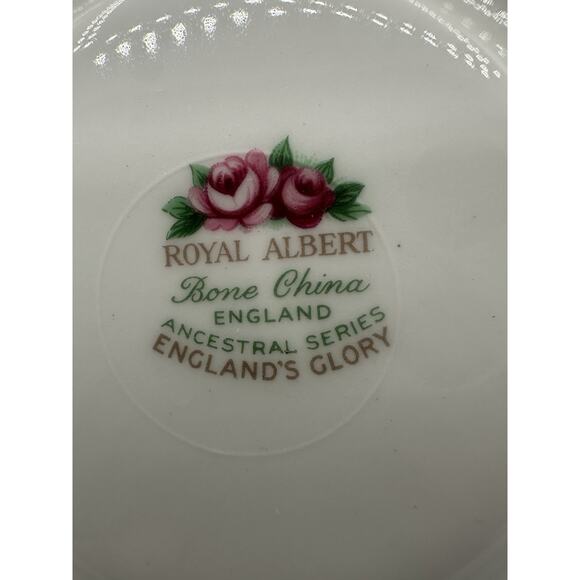 ROYAL ALBERT
Bone China
ENGLAND
ANCESTRAL SERIES
ENGLAND'S GLORY